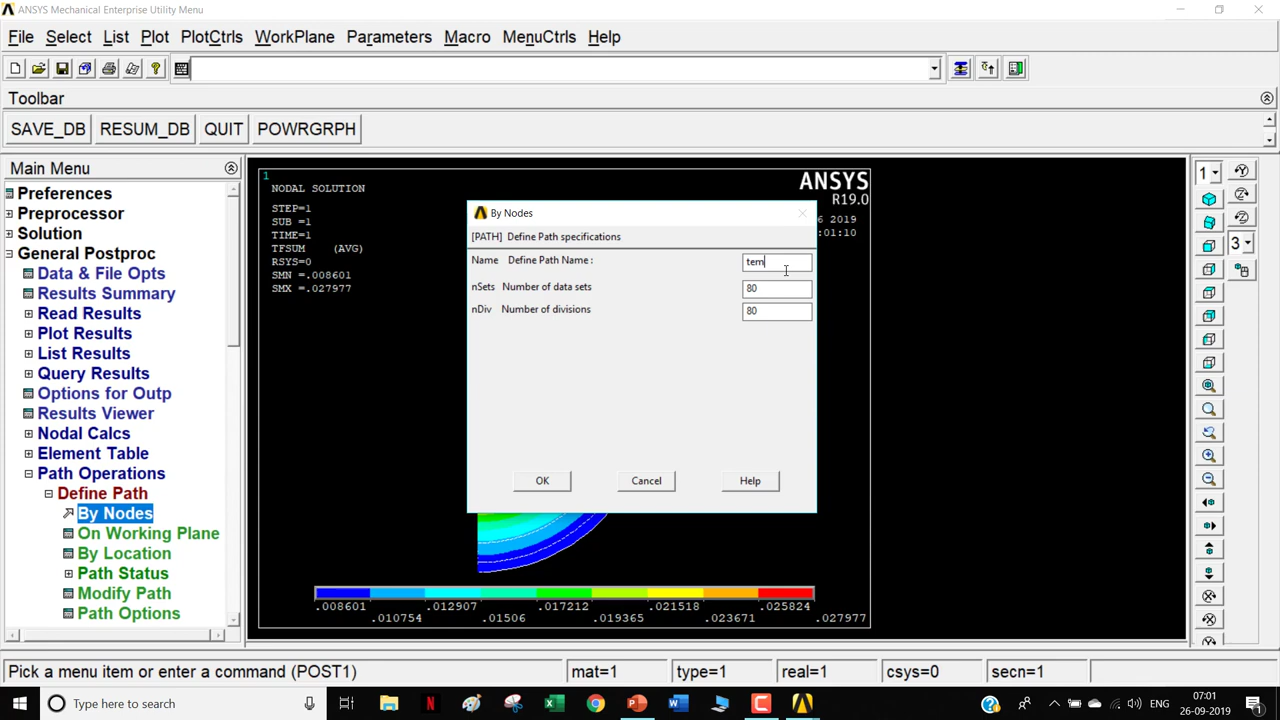 ANSYS Mechanical Enterprise Utility Menu
File Select List Plot PlotCtrls WorkPlane Parameters Macro MenuCtrls Help
Toolbar
SAVE_DB RESUM_DB QUIT POWRGRPH
Main Menu
Preferences
Preprocessor
Solution
General Postproc
Data & File Opts
Results Summary
Read Results
Plot Results
List Results
Query Results
Options for Outp
Results Viewer
Nodal Calcs
Element Table
Path Operations
Define Path
By Nodes
On Working Plane
By Location
Path Status
Modify Path
Path Options
1
NODAL SOLUTION
STEP=1
SUB =1
TIME=1
TFSUM (AVG)
RSYS=0
SMN =.008601
SMX =.027977
ANSYS
R19.0
6 2019
:01:10
By Nodes
[PATH] Define Path specifications
Name Define Path Name :
tem
nSets Number of data sets
80
nDiv Number of divisions
80
OK Cancel Help
.008601 .012907 .017212 .021518 .025824
.010754 .01506 .019365 .023671 .027977
1
3
Pick a menu item or enter a command (POST1)
mat=1 type=1 real=1 csys=0 secn=1
Type here to search
ENG
07:01
26-09-2019